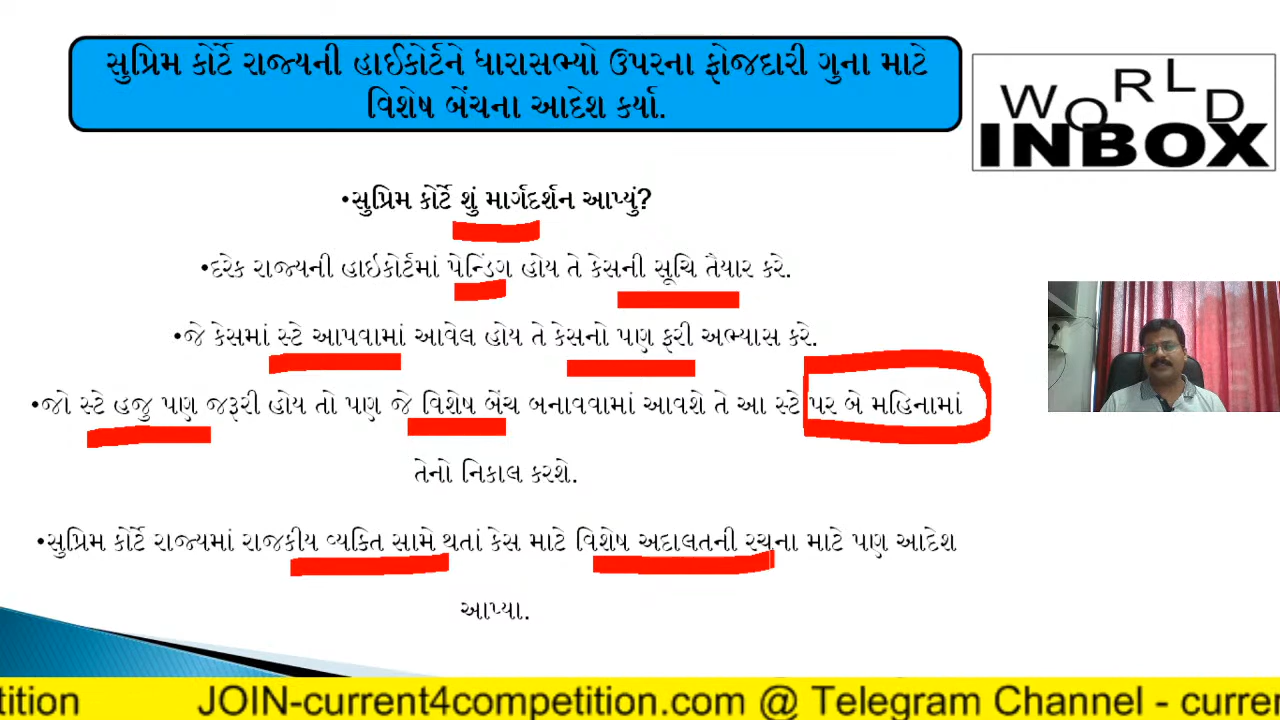 સુપ્રિમ કોર્ટે રાજ્યની હાઈકોર્ટને ધારાસભ્યો ઉપરના ફોજદારી ગુના માટે
વિશેષ બેંચના આદેશ કર્યા.
WORLD
INBOX
•સુપ્રિમ કોર્ટે શું માર્ગદર્શન આપ્યું?
•દરેક રાજ્યની હાઇકોર્ટમાં પેન્ડિંગ હોય તે કેસની સૂચિ તૈયાર કરે.
•જે કેસમાં સ્ટે આપવામાં આવેલ હોય તે કેસનો પણ ફરી અભ્યાસ કરે.
•જો સ્ટે હજુ પણ જરૂરી હોય તો પણ જે વિશેષ બેંચ બનાવવામાં આવશે તે આ સ્ટે પર બે મહિનામાં
તેનો નિકાલ કરશે.
•સુપ્રિમ કોર્ટે રાજ્યમાં રાજકીય વ્યક્તિ સામે થતાં કેસ માટે વિશેષ અદાલતની રચના માટે પણ આદેશ
આપ્યા.
tition JOIN-current4competition.com @ Telegram Channel - curren